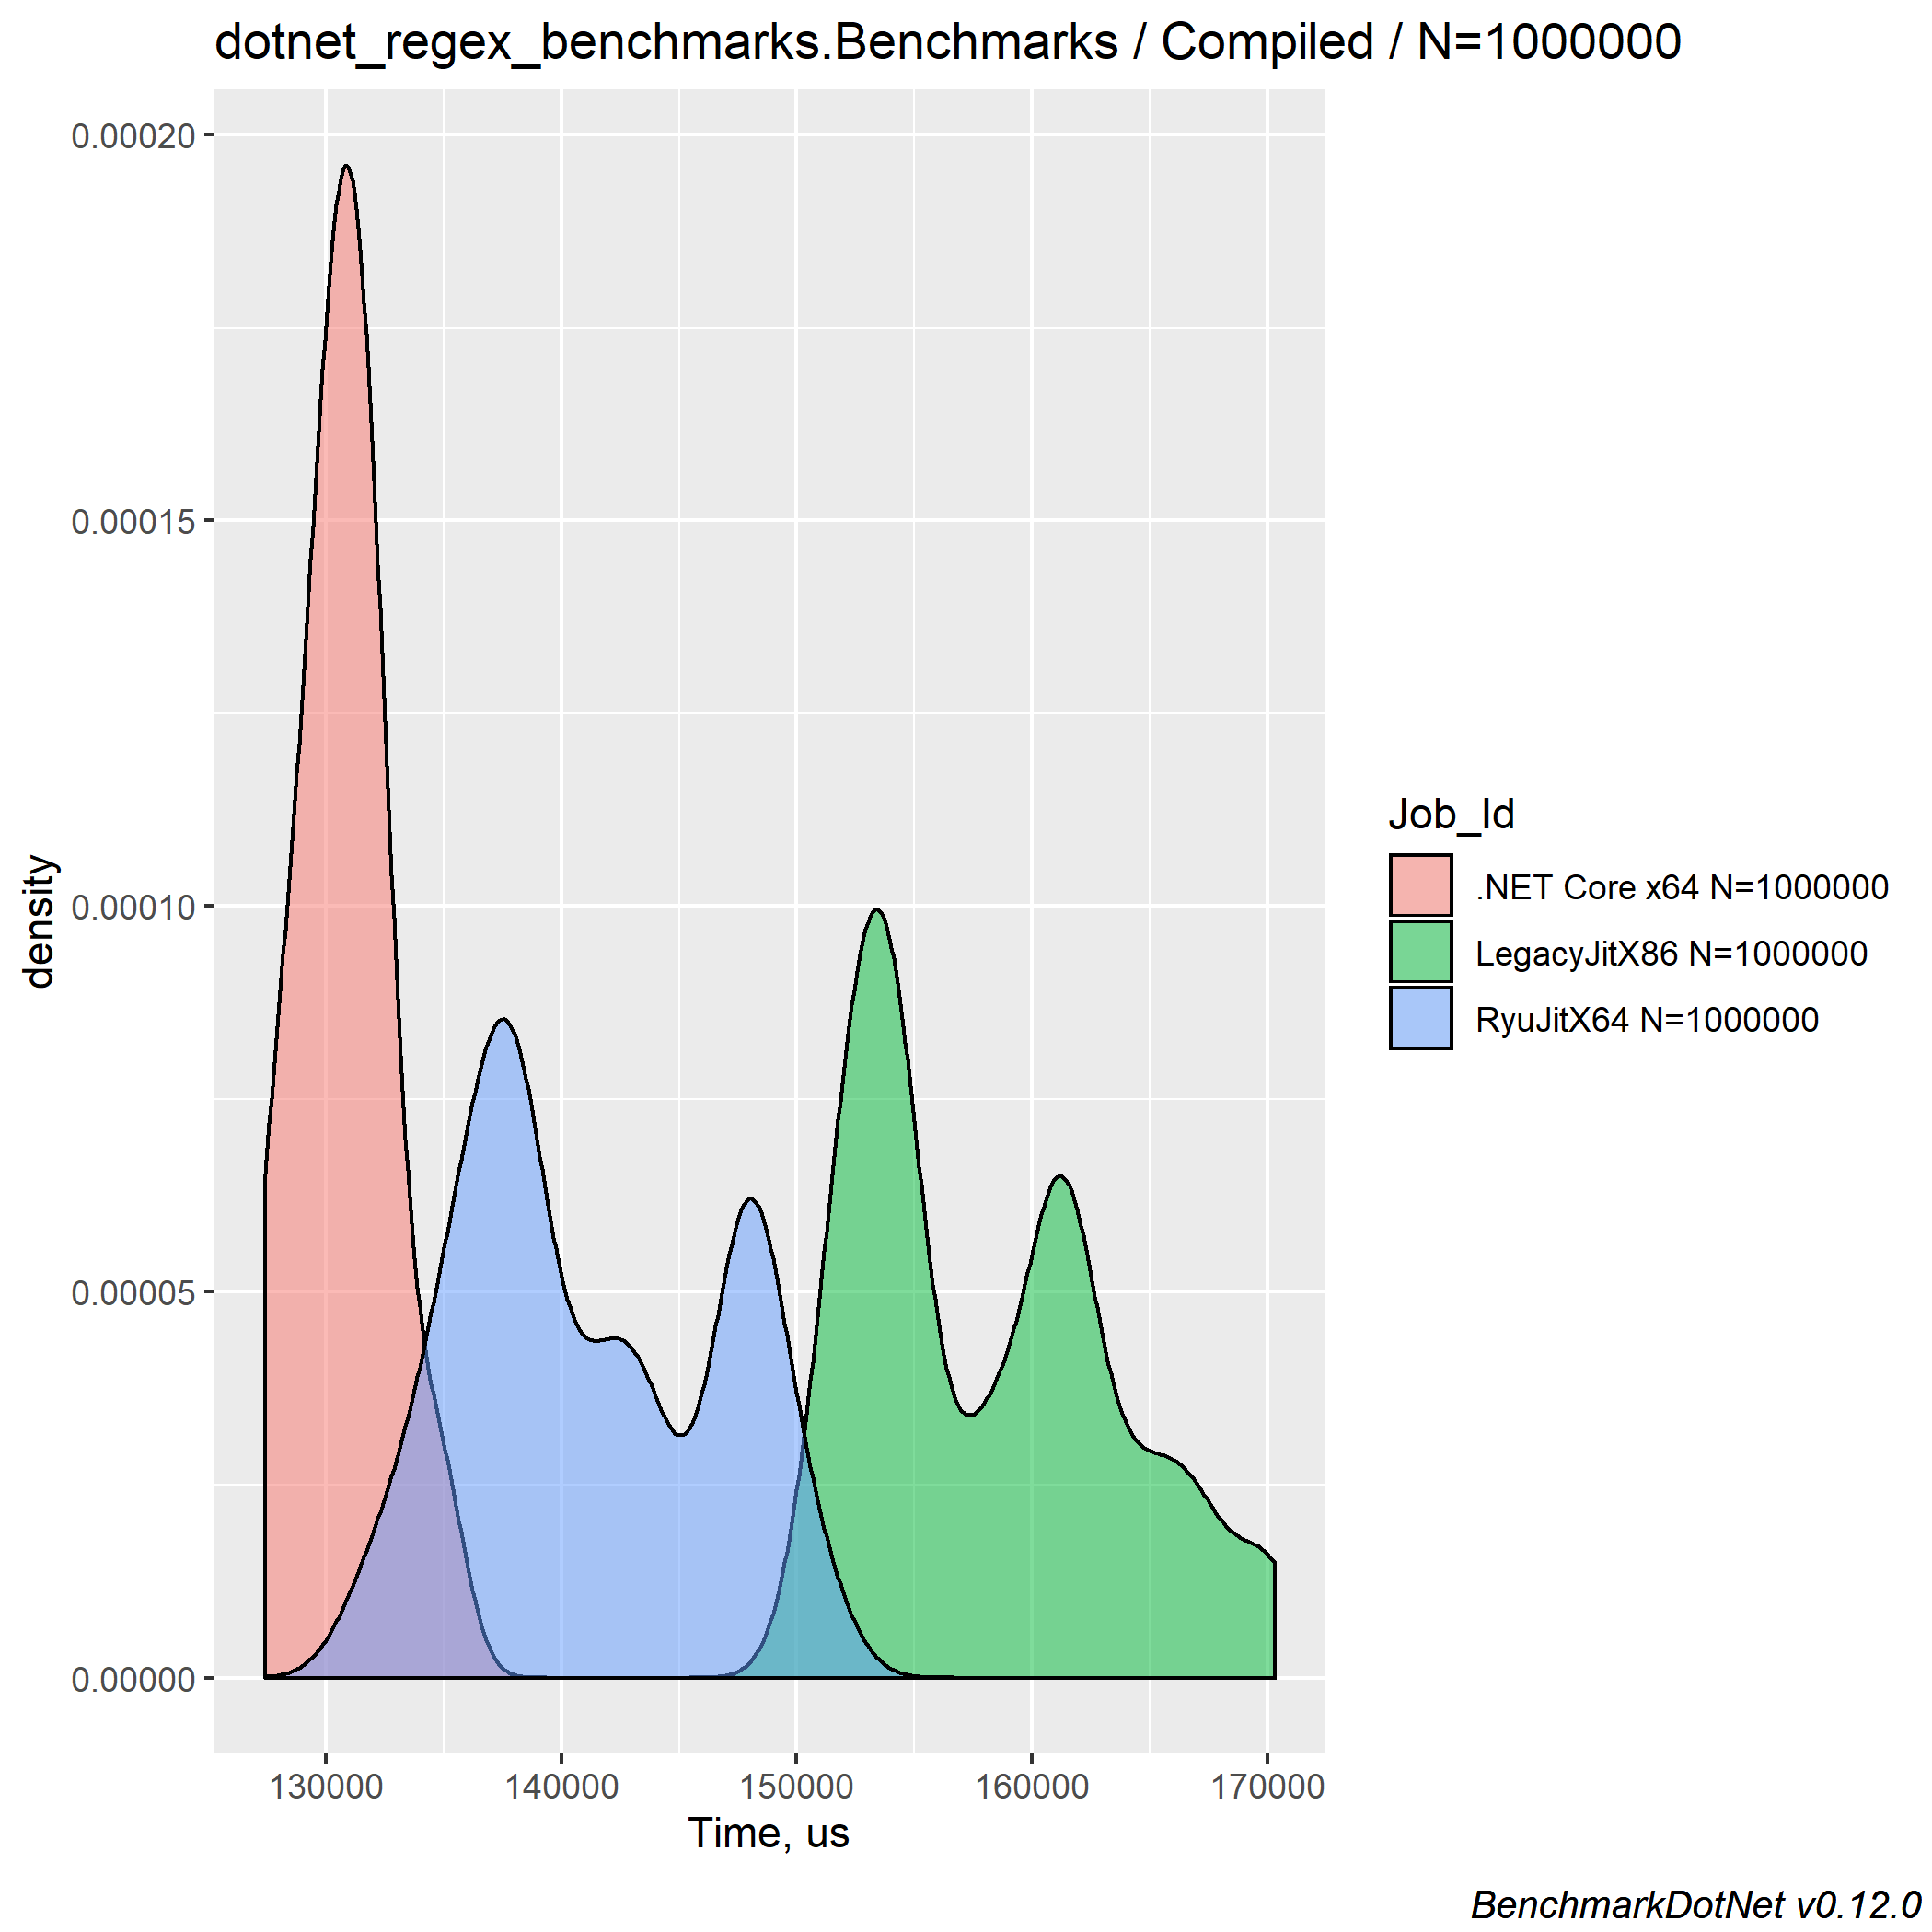 dotnet_regex_benchmarks.Benchmarks / Compiled / N=1000000
0.00020
0.00015
0.00010
0.00005
0.00000
density
130000 140000 150000 160000 170000
Time, us
Job_Id
.NET Core x64 N=1000000
LegacyJitX86 N=1000000
RyuJitX64 N=1000000
BenchmarkDotNet v0.12.0